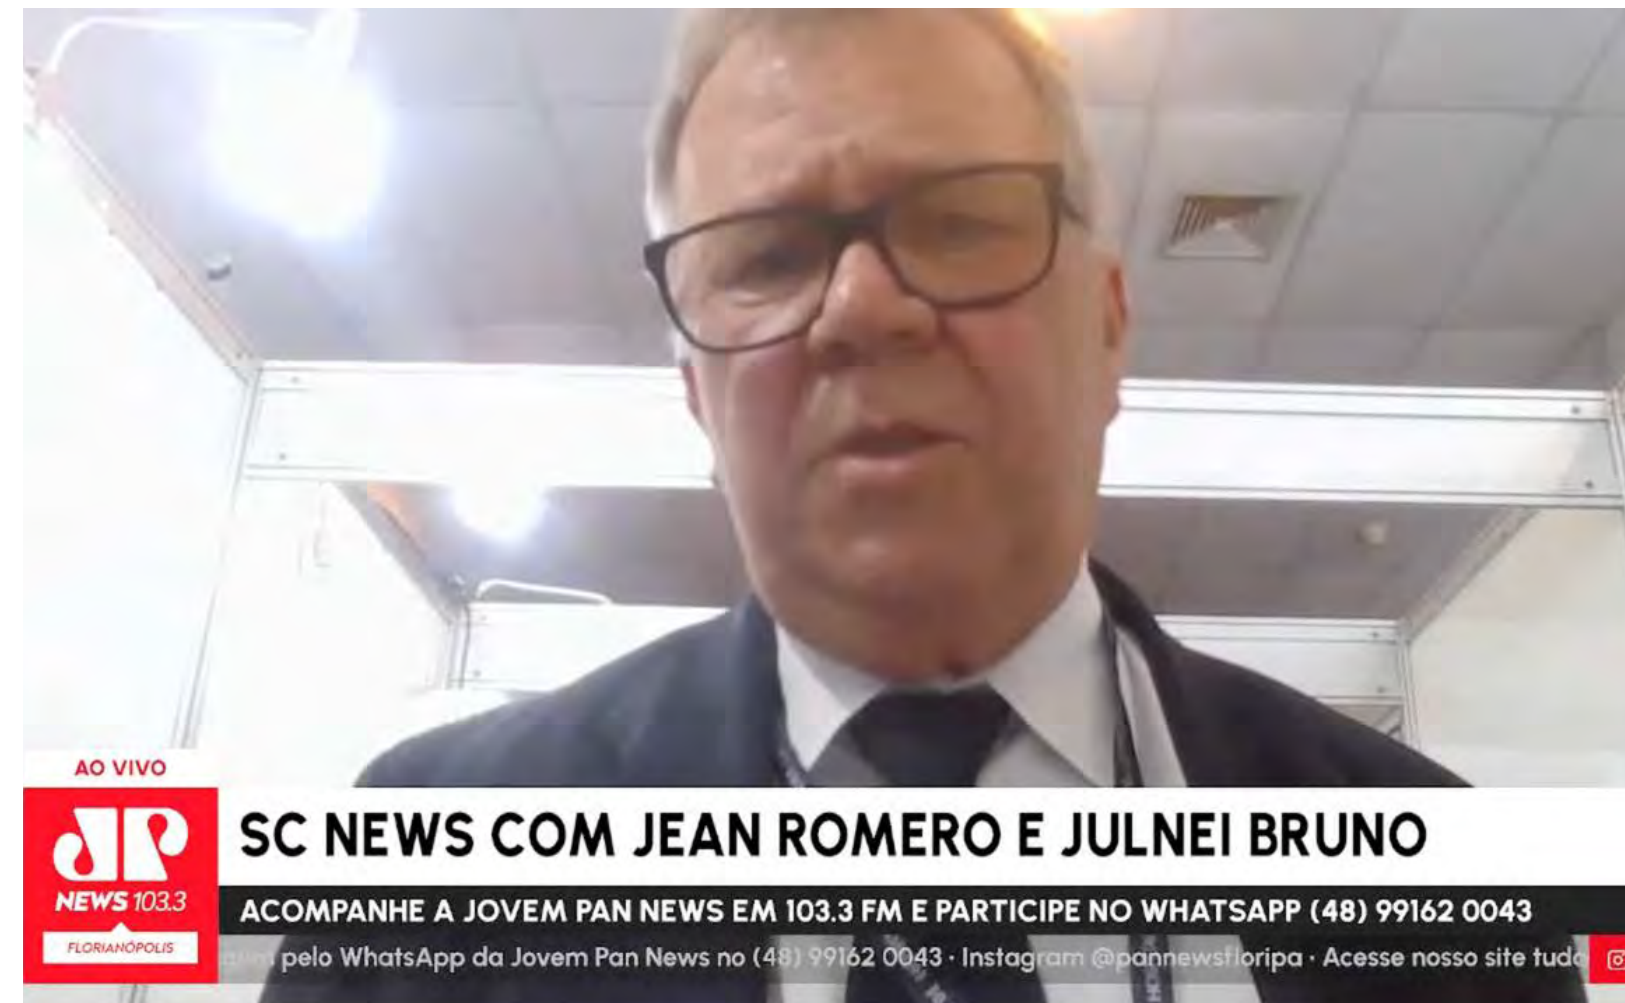 AO VIVO
JP
NEWS 103.3
FLORIANÓPOLIS
SC NEWS COM JEAN ROMERO E JULNEI BRUNO
ACOMPANHE A JOVEM PAN NEWS EM 103.3 FM E PARTICIPE NO WHATSAPP (48) 99162 0043
pelo WhatsApp da Jovem Pan News no (48) 99162 0043 · Instagram @pannewsfloripa · Acesse nosso site